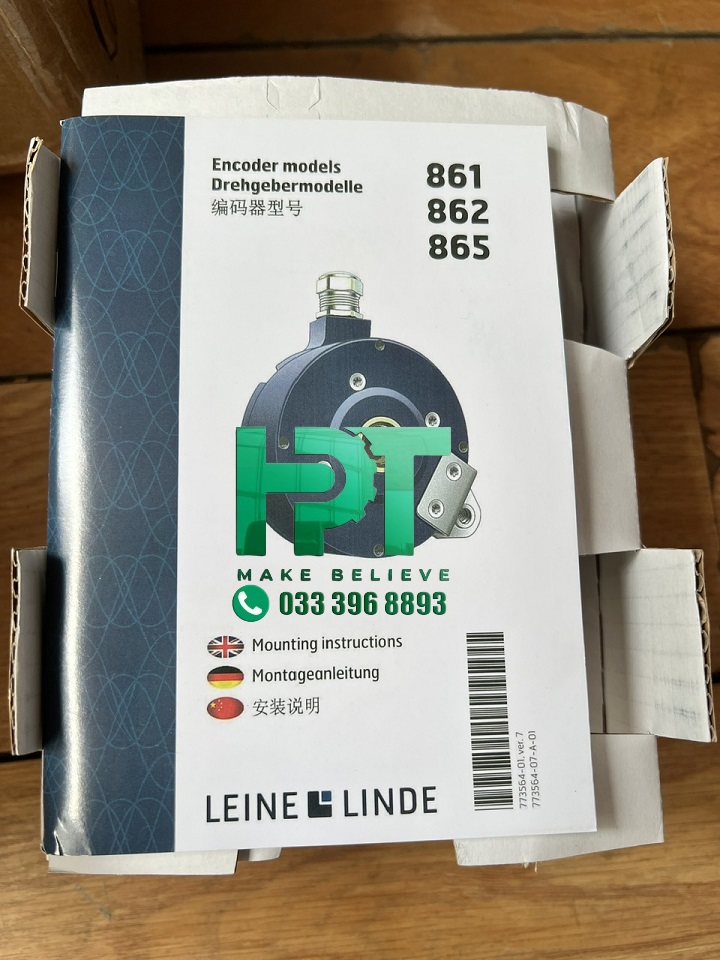 Encoder models
Drehgebermodelle
编码器型号
861
862
865
HPT
MAKE BELIEVE
033 396 8893
Mounting instructions
Montageanleitung
安装说明
773564-01, ver. 7
773564-07-A-01
LEINE LINDE